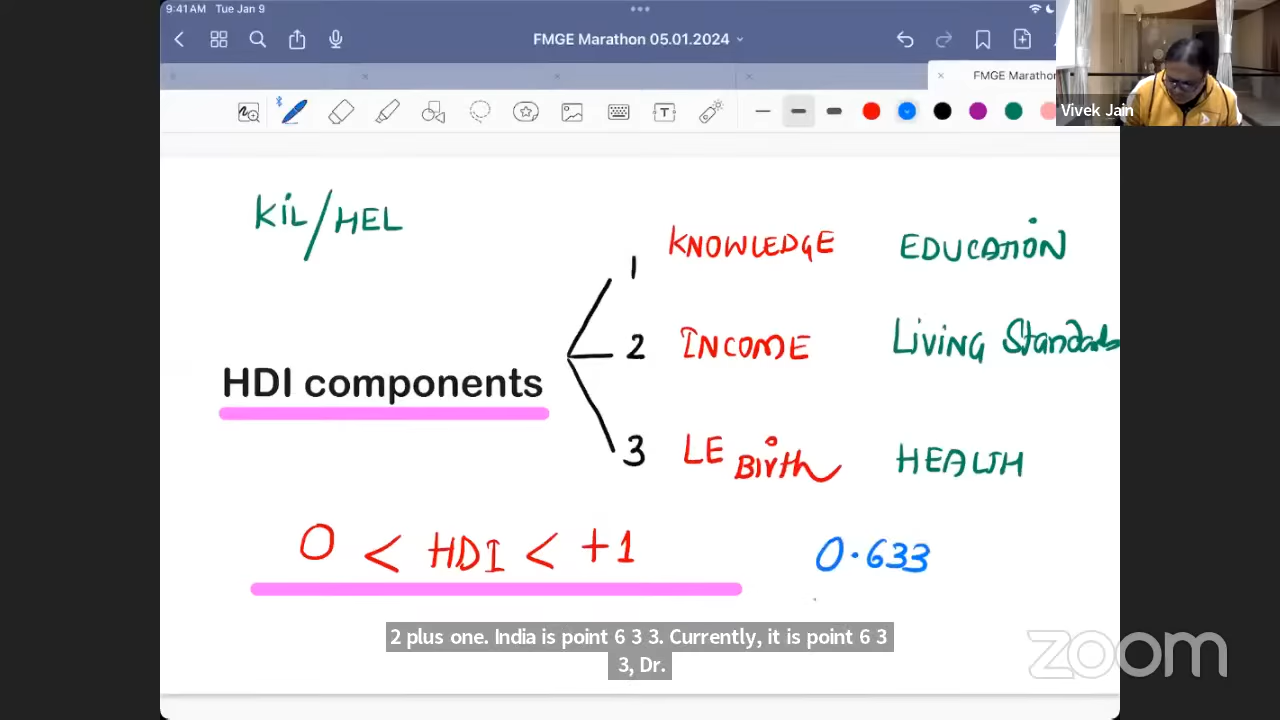 9:41 AM Tue Jan 9
FMGE Marathon 05.01.2024
FMGE Marathon
Vivek Jain
KiL/HEL
1 KNOWLEDGE EDUCATION
2 INCOME Living Standards
HDI components
3 LE Birth HEALTH
0 < HDI < +1 0.633
2 plus one. India is point 6 3 3. Currently, it is point 6 3
3, Dr.
zoom